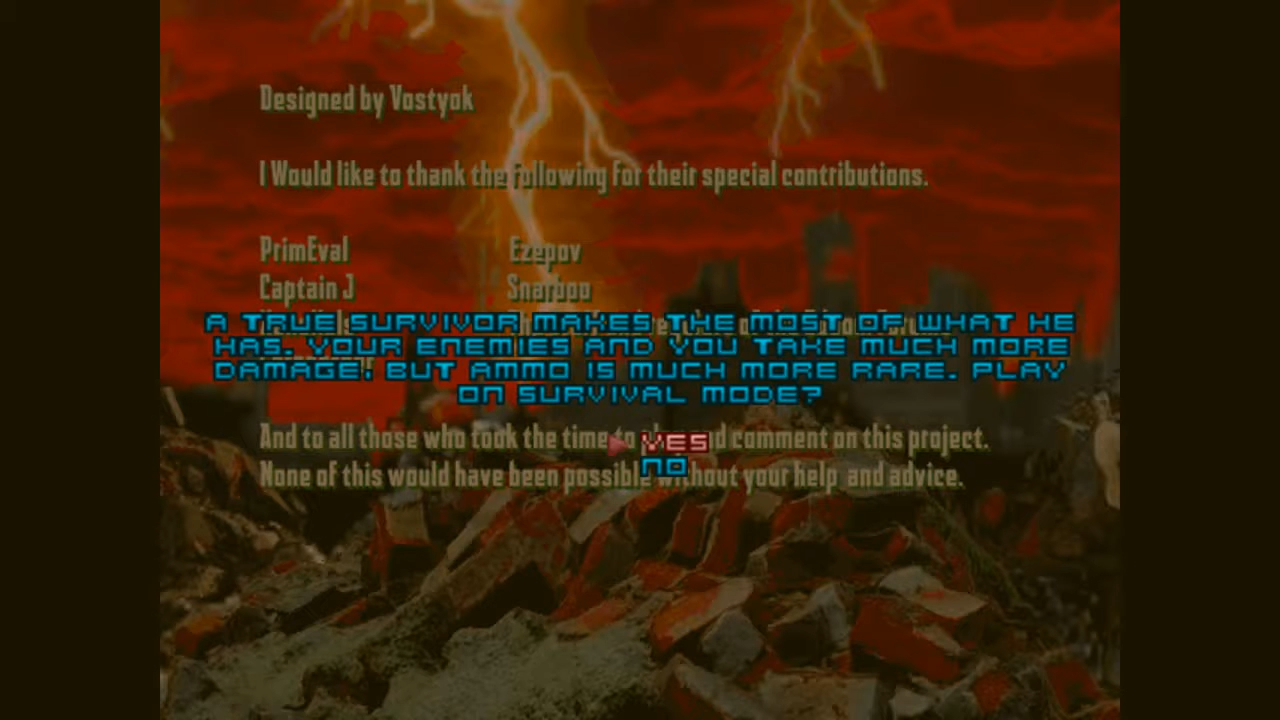 Designed by Vostyok
I Would like to thank the following for their special contributions.
PrimEval Ezepov
Captain J Snarboo
A TRUE SURVIVOR MAKES THE MOST OF WHAT HE
HAS. YOUR ENEMIES AND YOU TAKE MUCH MORE
DAMAGE, BUT AMMO IS MUCH MORE RARE. PLAY
ON SURVIVAL MODE?
And to all those who took the time to and comment on this project.
YES
NO
None of this would have been possible without your help and advice.